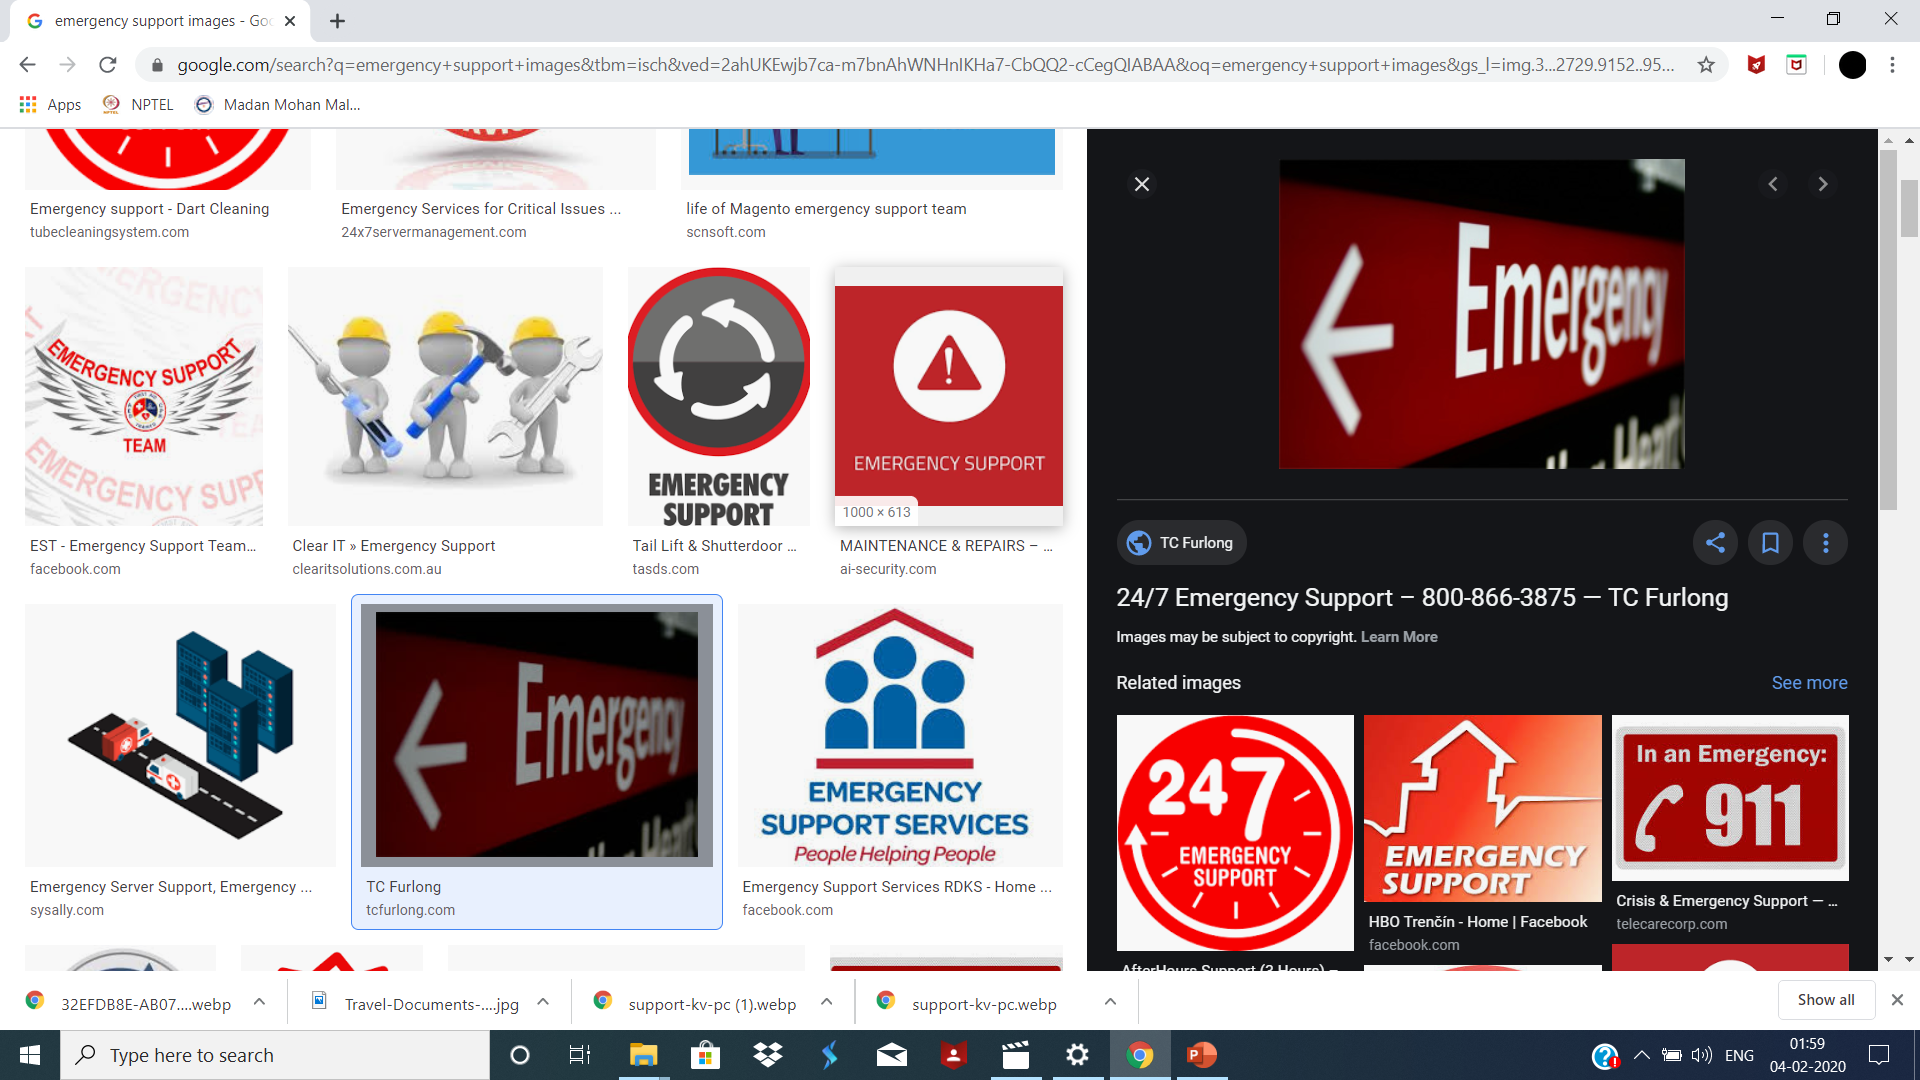 emergency support images - Goo
google.com/search?q=emergency+support+images&tbm=isch&ved=2ahUKEwjb7ca-m7bnAhWNHnIKHa7-CbQQ2-cCegQIABAA&oq=emergency+support+images&gs_l=img.3...2729.9152..95...
Apps
NPTEL
Madan Mohan Mal...
Emergency support - Dart Cleaning
tubecleaningsystem.com
Emergency Services for Critical Issues ...
24x7servermanagement.com
life of Magento emergency support team
scnsoft.com
EMERGENCY SUPPORT
TEAM
EST - Emergency Support Team...
facebook.com
Clear IT » Emergency Support
clearitsolutions.com.au
EMERGENCY
SUPPORT
Tail Lift & Shutterdoor ...
tasds.com
EMERGENCY SUPPORT
1000 × 613
MAINTENANCE & REPAIRS – ...
ai-security.com
Emergency Server Support, Emergency ...
sysally.com
Emergency
TC Furlong
tcfurlong.com
EMERGENCY
SUPPORT SERVICES
People Helping People
Emergency Support Services RDKS - Home ...
facebook.com
Emergency
TC Furlong
24/7 Emergency Support – 800-866-3875 — TC Furlong
Images may be subject to copyright. Learn More
Related images
See more
247
EMERGENCY
SUPPORT
AfterHours Support (3 Hours) –
EMERGENCY
SUPPORT
HBO Trenčín - Home | Facebook
facebook.com
In an Emergency:
911
Crisis & Emergency Support — ...
telecarecorp.com
32EFDB8E-AB07....webp
Travel-Documents-....jpg
support-kv-pc (1).webp
support-kv-pc.webp
Show all
Type here to search
ENG
01:59
04-02-2020